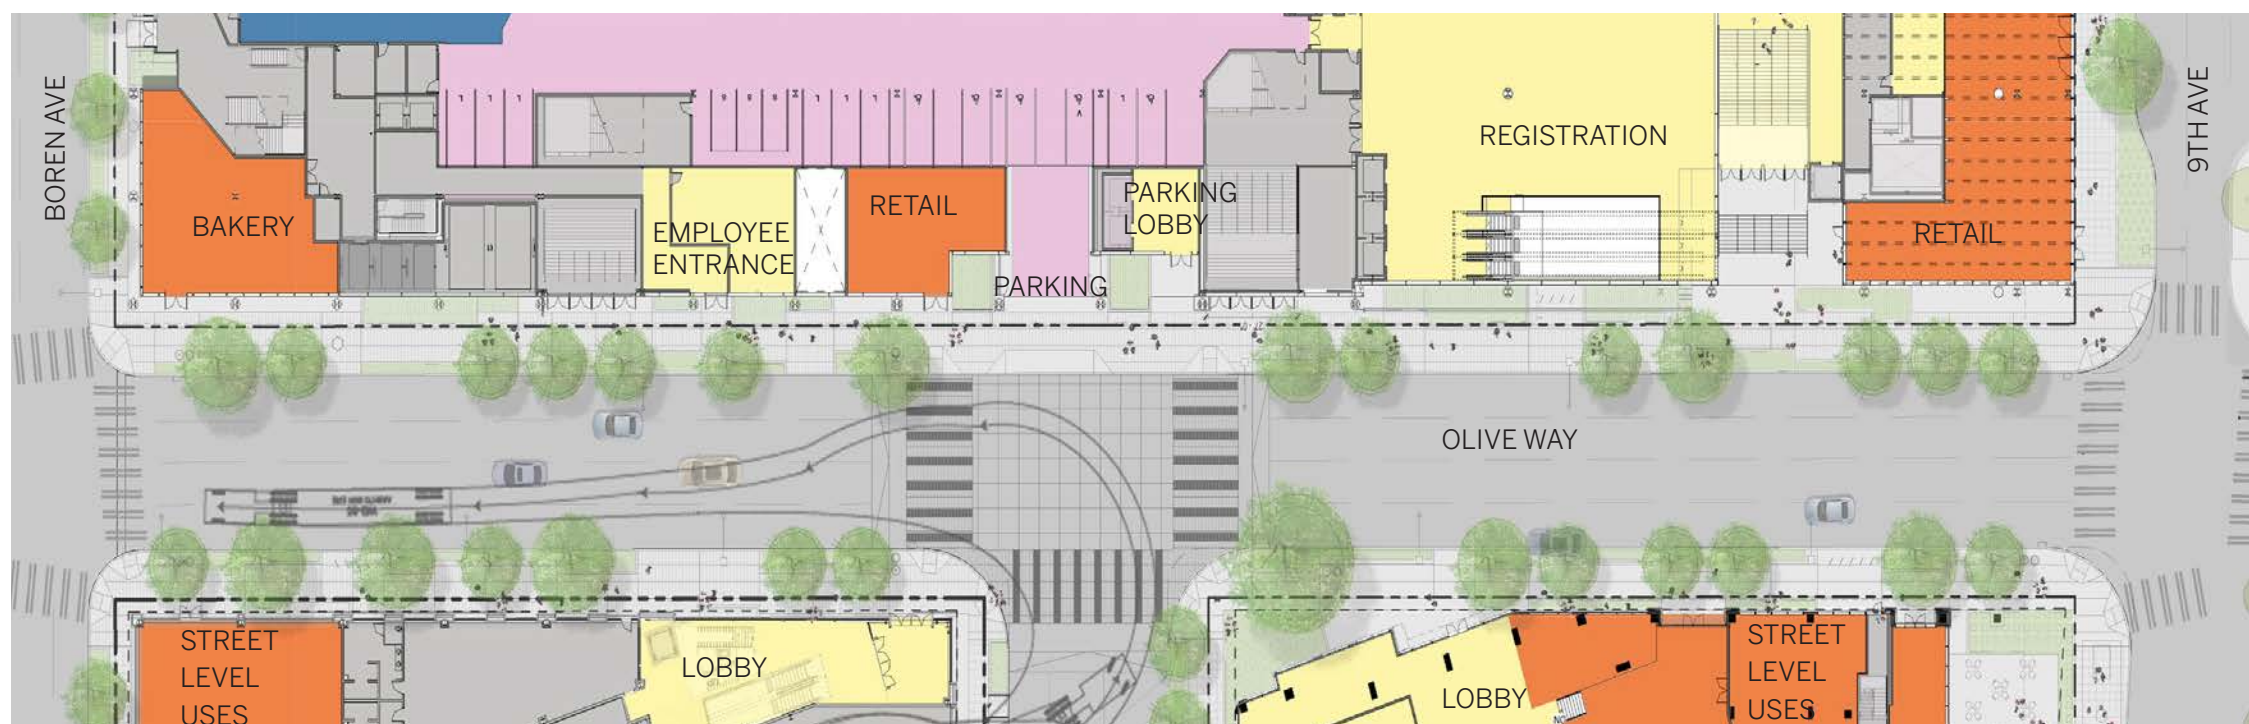 BOREN AVE
BAKERY
EMPLOYEE
ENTRANCE
RETAIL
PARKING
PARKING
LOBBY
REGISTRATION
RETAIL
9TH AVE
OLIVE WAY
STREET
LEVEL
USES
LOBBY
LOBBY
STREET
LEVEL
USES